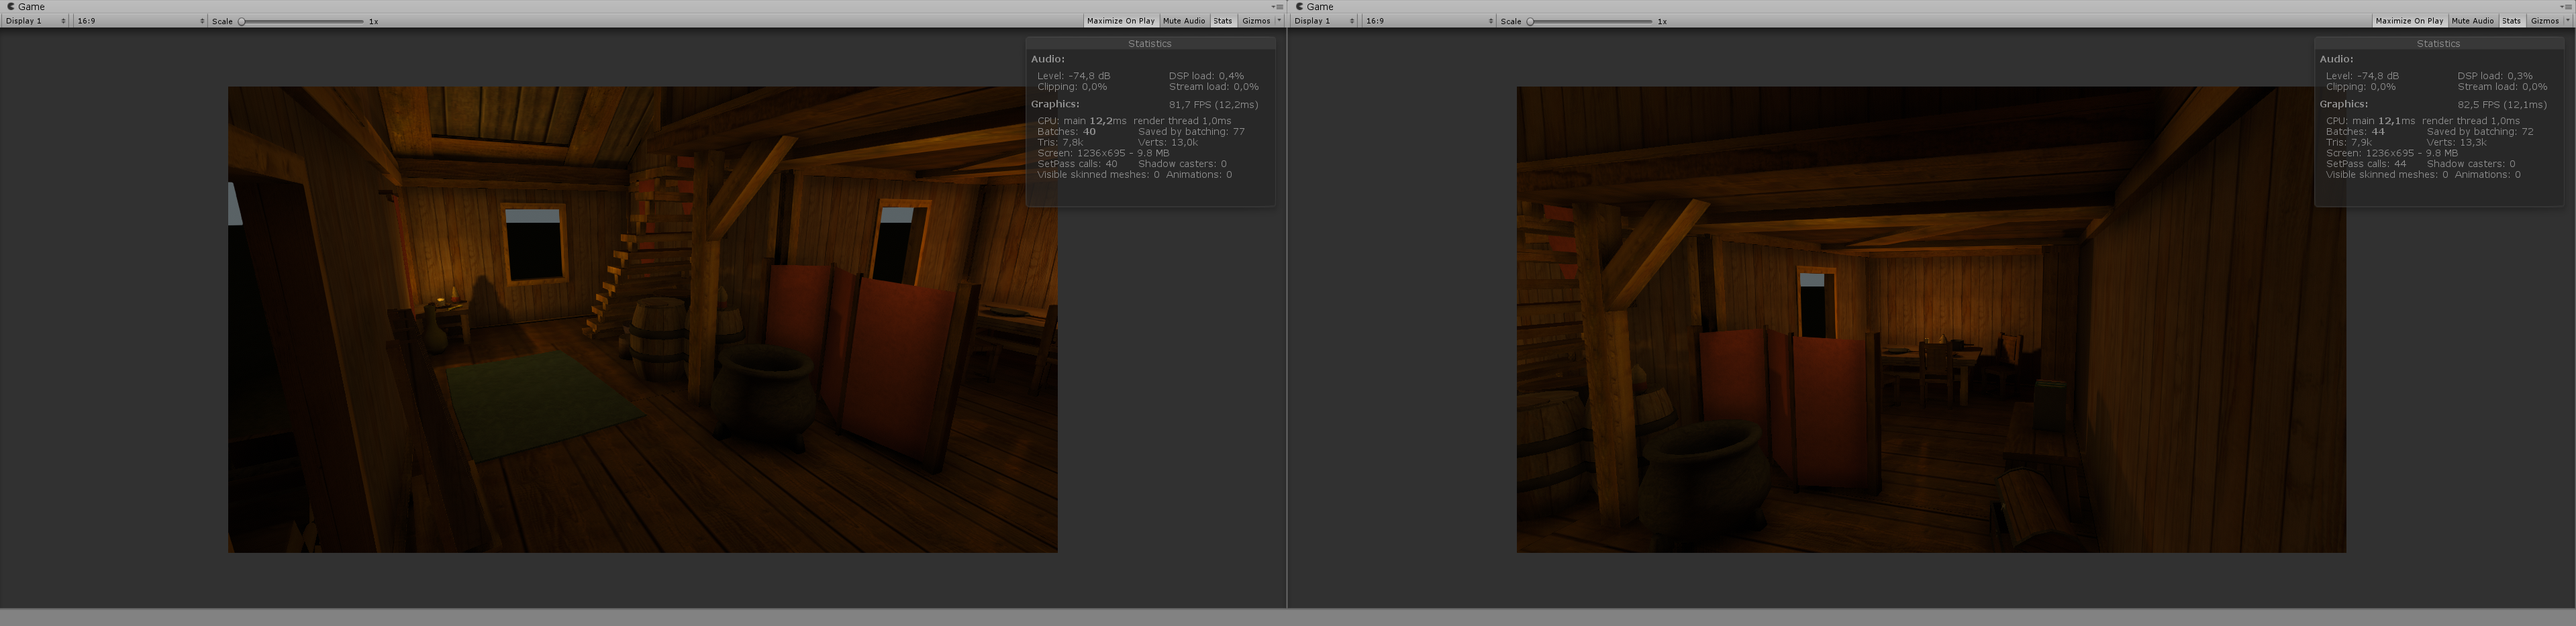 Game
Display 1 16:9 Scale 1x Maximize On Play Mute Audio Stats Gizmos
Statistics
Audio:
Level: -74,8 dB DSP load: 0,4%
Clipping: 0,0% Stream load: 0,0%
Graphics: 81,7 FPS (12,2ms)
CPU: main 12,2ms render thread 1,0ms
Batches: 40 Saved by batching: 77
Tris: 7,8k Verts: 13,0k
Screen: 1236x695 - 9.8 MB
SetPass calls: 40 Shadow casters: 0
Visible skinned meshes: 0 Animations: 0
Game
Display 1 16:9 Scale 1x Maximize On Play Mute Audio Stats Gizmos
Statistics
Audio:
Level: -74,8 dB DSP load: 0,3%
Clipping: 0,0% Stream load: 0,0%
Graphics: 82,5 FPS (12,1ms)
CPU: main 12,1ms render thread 1,0ms
Batches: 44 Saved by batching: 72
Tris: 7,9k Verts: 13,3k
Screen: 1236x695 - 9.8 MB
SetPass calls: 44 Shadow casters: 0
Visible skinned meshes: 0 Animations: 0